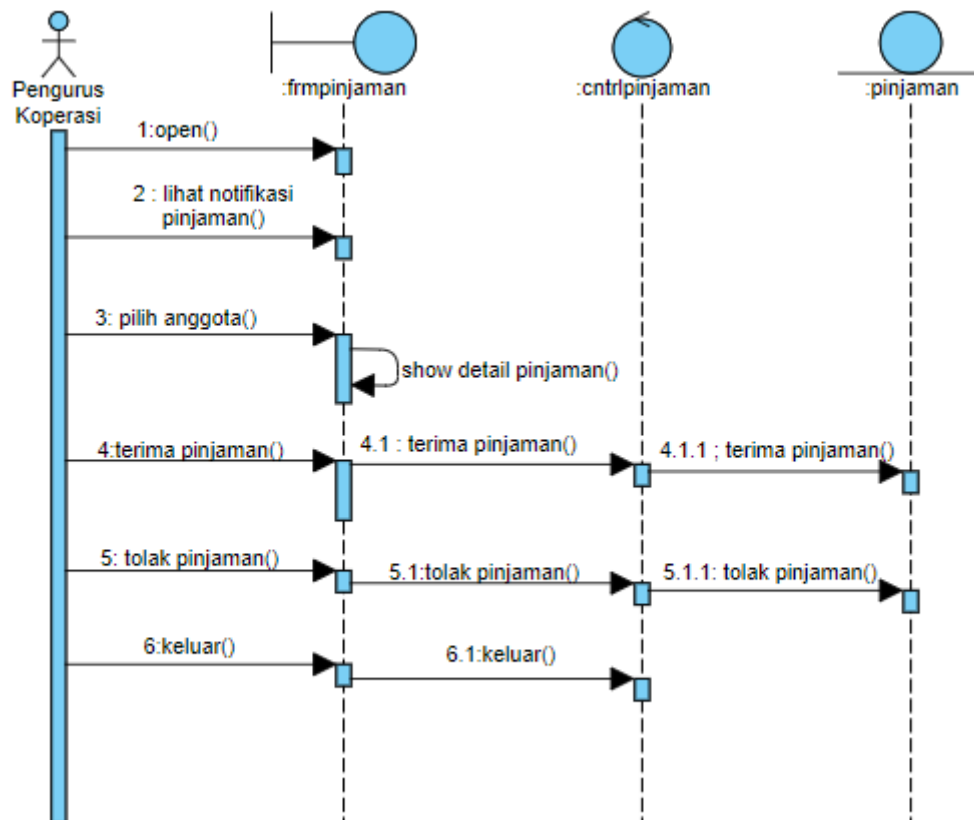 Pengurus
Koperasi
:frmpinjaman
:cntrlpinjaman
:pinjaman
1:open()
2 : lihat notifikasi
pinjaman()
3: pilih anggota()
show detail pinjaman()
4:terima pinjaman()
4.1 : terima pinjaman()
4.1.1 ; terima pinjaman()
5: tolak pinjaman()
5.1:tolak pinjaman()
5.1.1: tolak pinjaman()
6:keluar()
6.1:keluar()